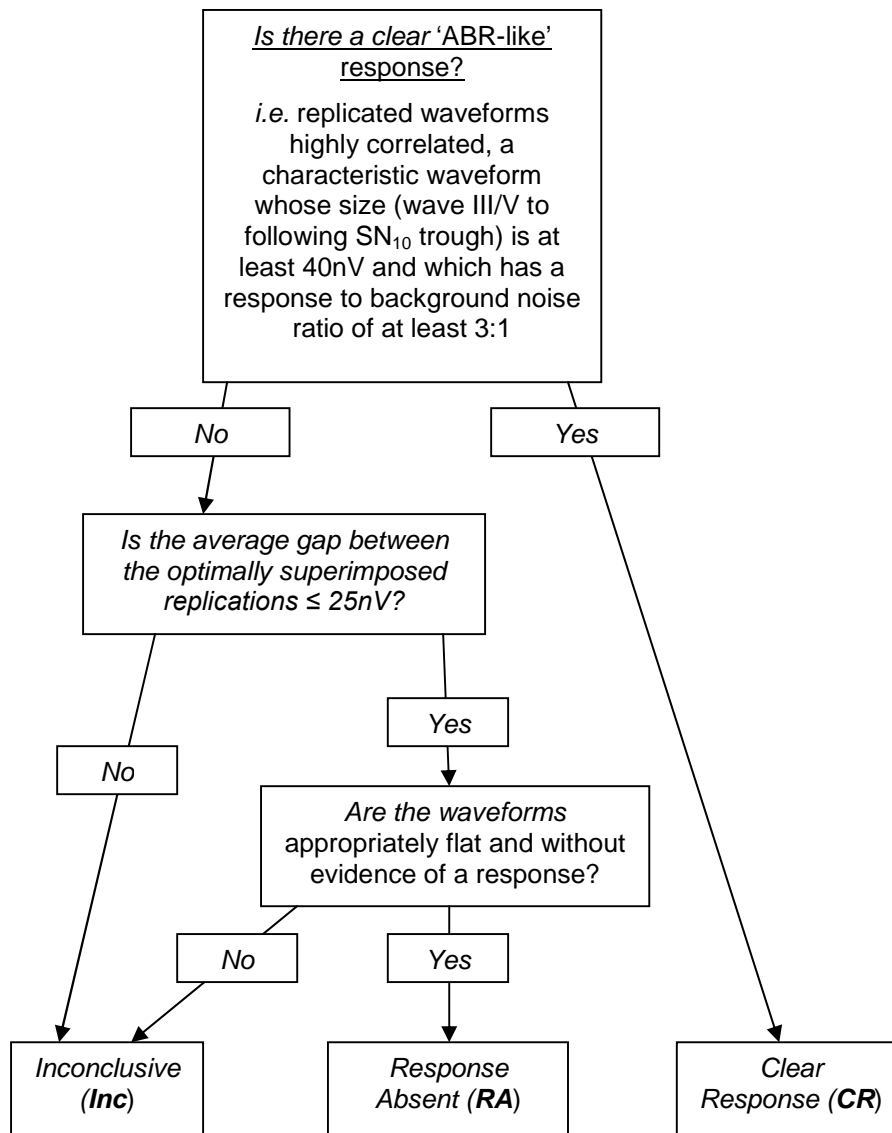 Is there a clear ‘ABR-like’
response?
i.e. replicated waveforms
highly correlated, a
characteristic waveform
whose size (wave III/V to
following SN₁₀ trough) is at
least 40nV and which has a
response to background noise
ratio of at least 3:1
No
Yes
Is the average gap between
the optimally superimposed
replications ≤ 25nV?
Yes
No
Are the waveforms
appropriately flat and without
evidence of a response?
No
Yes
Inconclusive
(Inc)
Response
Absent (RA)
Clear
Response (CR)